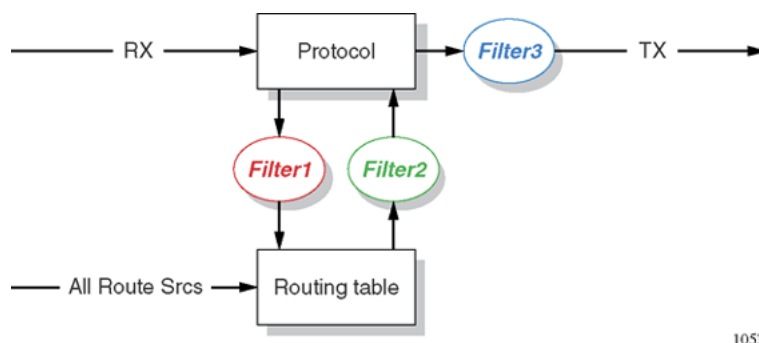 RX
Protocol
Filter3
TX
Filter1
Filter2
All Route Srcs
Routing table